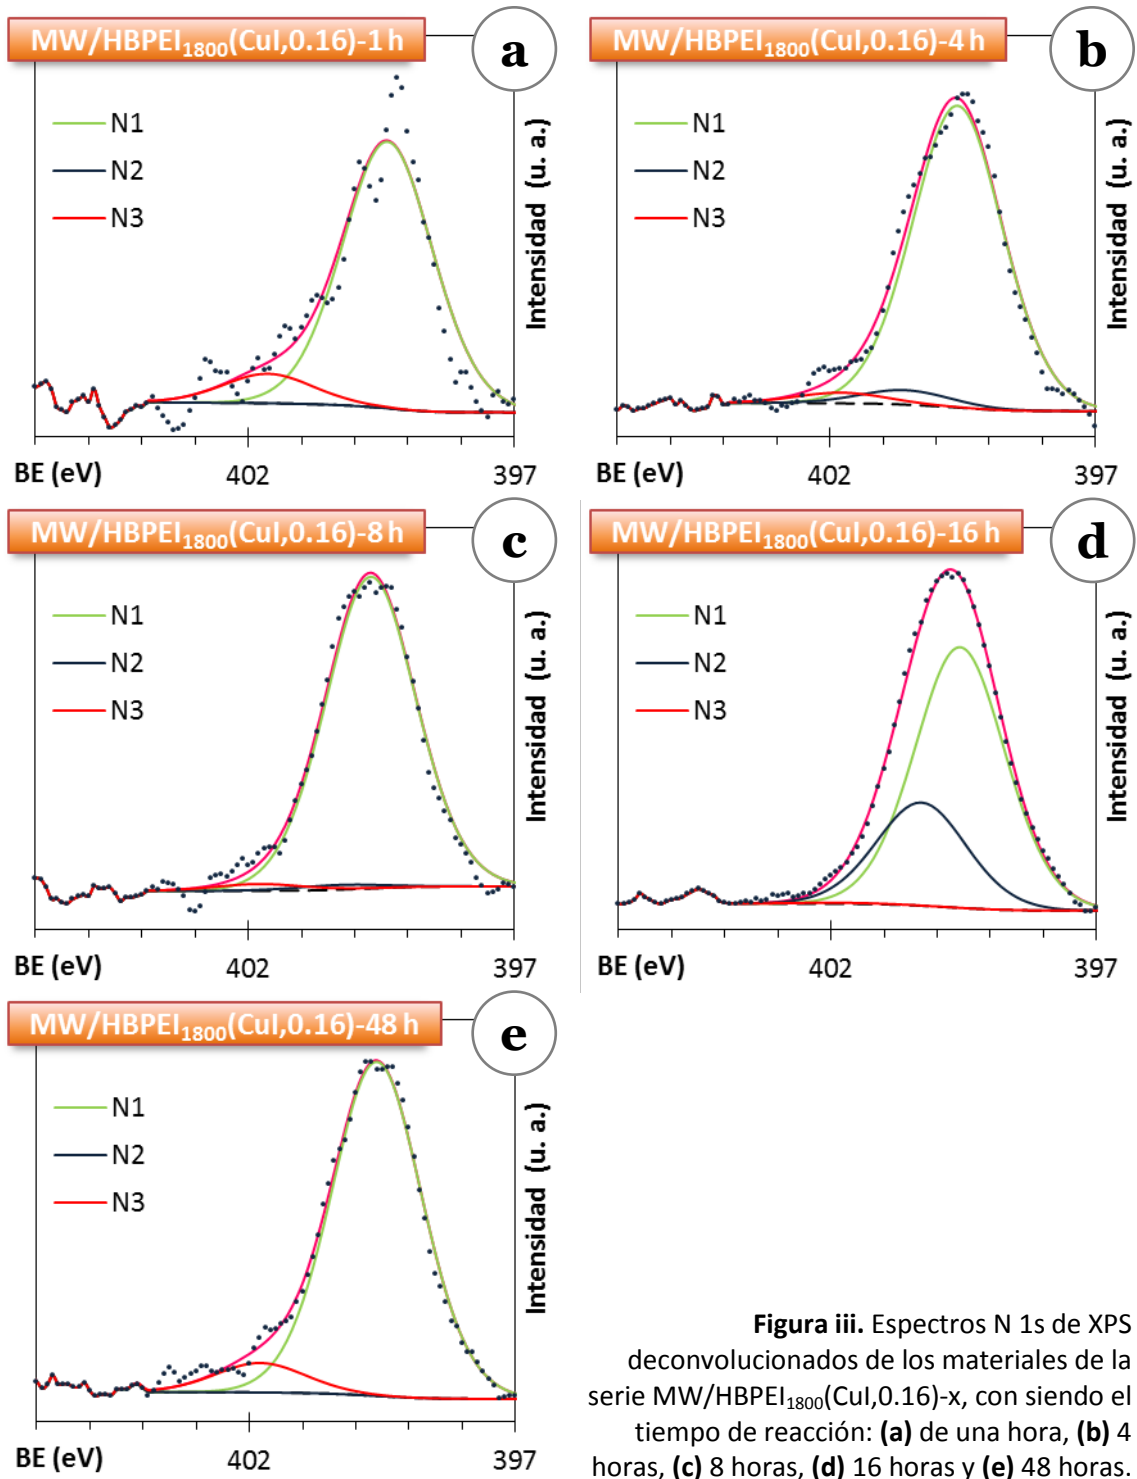 MW/HBPEI1800(CuI,0.16)-1 h
a
N1
N2
N3
Intensidad (u. a.)
BE (eV)
402
397
MW/HBPEI1800(CuI,0.16)-4 h
b
N1
N2
N3
Intensidad (u. a.)
BE (eV)
402
397
MW/HBPEI1800(CuI,0.16)-8 h
c
N1
N2
N3
Intensidad (u. a.)
BE (eV)
402
397
MW/HBPEI1800(CuI,0.16)-16 h
d
N1
N2
N3
Intensidad (u. a.)
BE (eV)
402
397
MW/HBPEI1800(CuI,0.16)-48 h
e
N1
N2
N3
Intensidad (u. a.)
BE (eV)
402
397
Figura iii. Espectros N 1s de XPS
deconvolucionados de los materiales de la
serie MW/HBPEI1800(CuI,0.16)-x, con siendo el
tiempo de reacción: (a) de una hora, (b) 4
horas, (c) 8 horas, (d) 16 horas y (e) 48 horas.